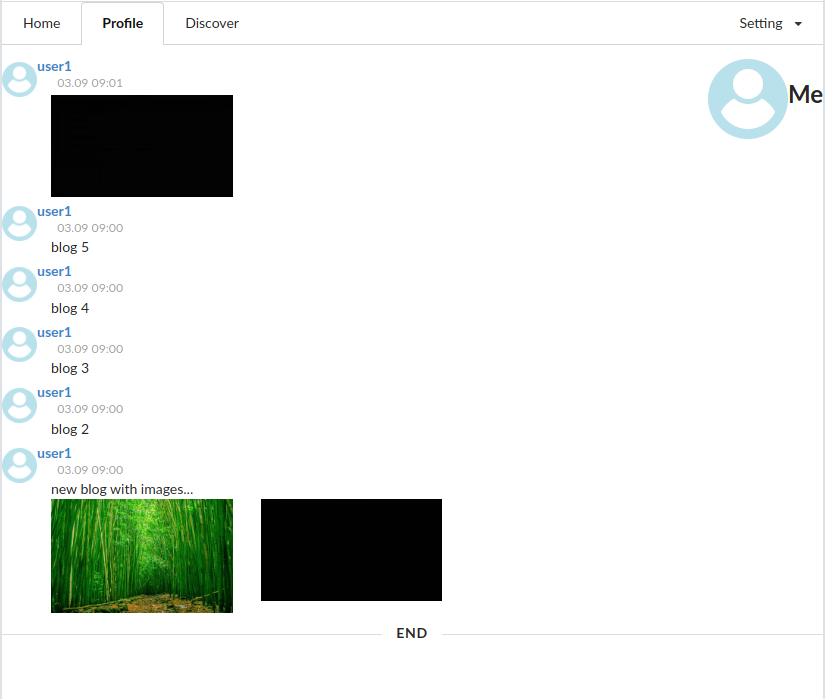 Home Profile Discover Setting
user1
03.09 09:01
Me
user1
03.09 09:00
blog 5
user1
03.09 09:00
blog 4
user1
03.09 09:00
blog 3
user1
03.09 09:00
blog 2
user1
03.09 09:00
new blog with images...
END